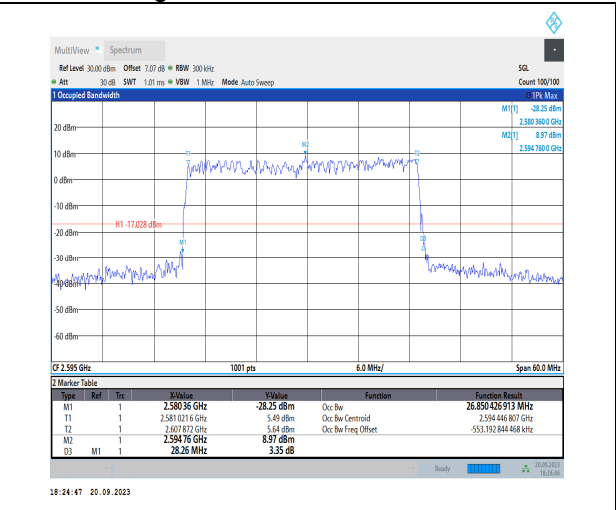 MultiView Spectrum
Ref Level 30.00 dBm Offset 7.07 dB RBW 300 kHz SGL
Att 30 dB SWT 1.01 ms VBW 1 MHz Mode Auto Sweep Count 100/100
1 Occupied Bandwidth 1Pk Max
M1[1] -28.25 dBm
2.580 360 0 GHz
M2[1] 8.97 dBm
2.594 760 0 GHz
20 dBm
M2
T1 T2
10 dBm
0 dBm
-10 dBm
H1 -17.028 dBm
-20 dBm
M1 D3
-30 dBm
-40 dBm
-50 dBm
-60 dBm
CF 2.595 GHz 1001 pts 6.0 MHz/ Span 60.0 MHz
2 Marker Table
Type Ref Trc X-Value Y-Value Function Function Result
M1 1 2.580 36 GHz -28.25 dBm Occ Bw 26.850 426 913 MHz
T1 1 2.581 021 6 GHz 5.49 dBm Occ Bw Centroid 2.594 446 807 GHz
T2 1 2.607 872 GHz 5.64 dBm Occ Bw Freq Offset -553.192 844 468 kHz
M2 1 2.594 76 GHz 8.97 dBm
D3 M1 1 28.26 MHz 3.35 dB
Ready 20.09.2023
18:24:46
18:24:47 20.09.2023